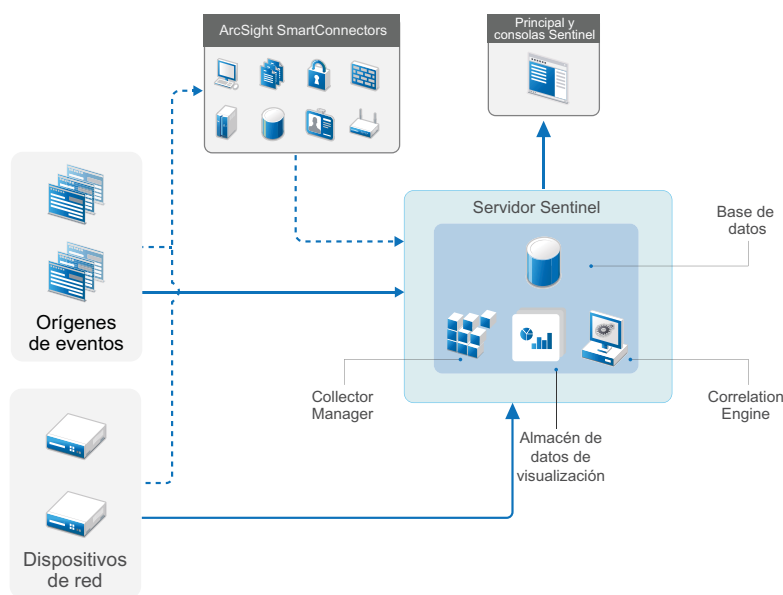 ArcSight SmartConnectors
Principal y
consolas Sentinel
Servidor Sentinel
Base de
datos
Orígenes
de eventos
Collector
Manager
Almacén de
datos de
visualización
Correlation
Engine
Dispositivos
de red